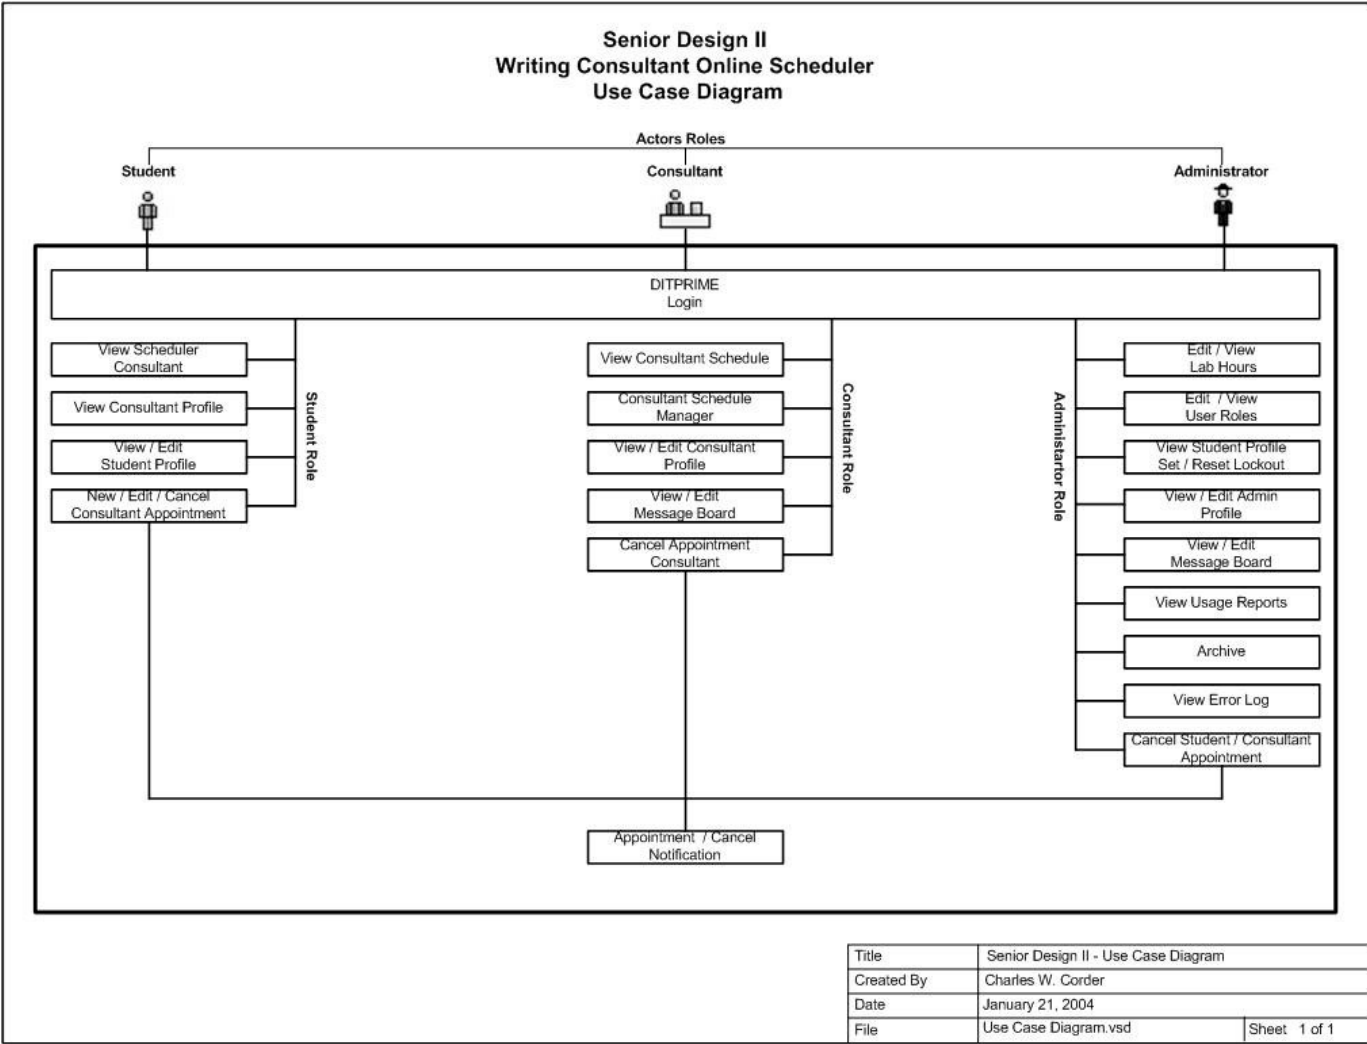 Senior Design II
Writing Consultant Online Scheduler
Use Case Diagram
Actors Roles
Student
Consultant
Administrator
DITPRIME
Login
View Scheduler
Consultant
View Consultant Profile
View / Edit
Student Profile
New / Edit / Cancel
Consultant Appointment
Student Role
View Consultant Schedule
Consultant Schedule
Manager
View / Edit Consultant
Profile
View / Edit
Message Board
Cancel Appointment
Consultant
Consultant Role
Administartor Role
Edit / View
Lab Hours
Edit / View
User Roles
View Student Profile
Set / Reset Lockout
View / Edit Admin
Profile
View / Edit
Message Board
View Usage Reports
Archive
View Error Log
Cancel Student / Consultant
Appointment
Appointment / Cancel
Notification
Title Senior Design II - Use Case Diagram
Created By Charles W. Corder
Date January 21, 2004
File Use Case Diagram.vsd Sheet 1 of 1